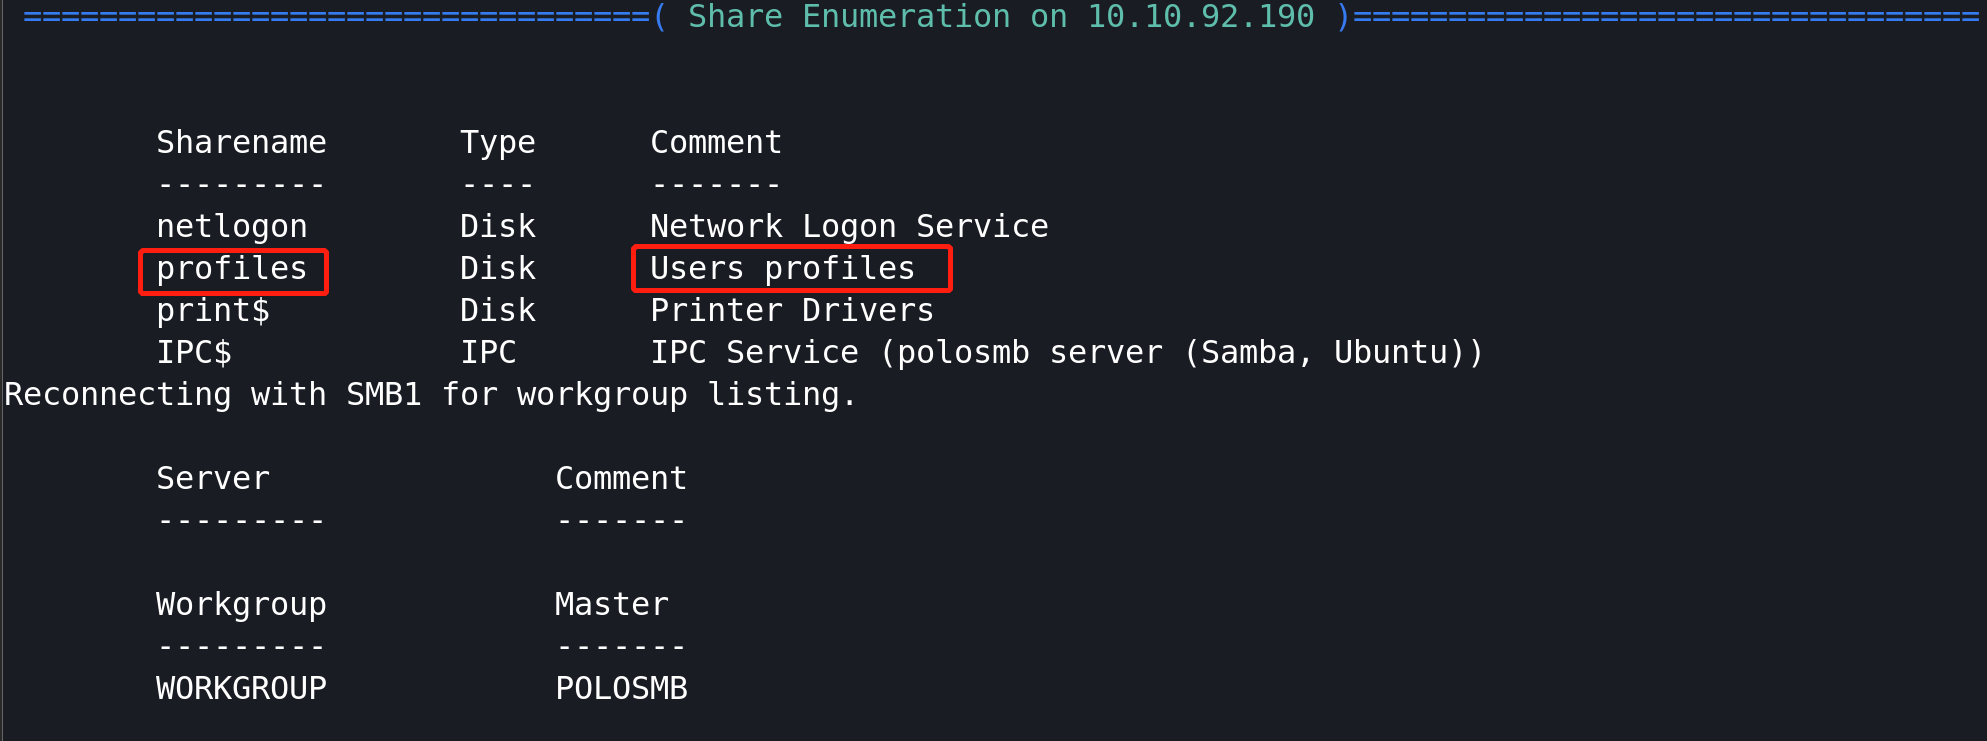 =================================( Share Enumeration on 10.10.92.190 )=================================
Sharename       Type      Comment
---------       ----      -------
netlogon        Disk      Network Logon Service
profiles        Disk      Users profiles
print$          Disk      Printer Drivers
IPC$            IPC       IPC Service (polosmb server (Samba, Ubuntu))
Reconnecting with SMB1 for workgroup listing.
Server               Comment
---------            -------
Workgroup            Master
---------            -------
WORKGROUP            POLOSMB